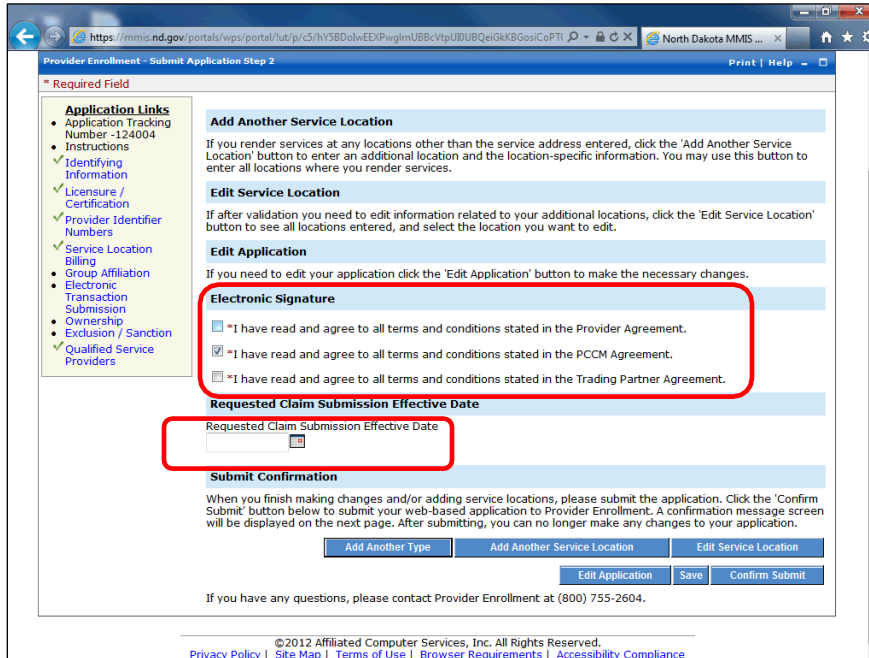 https://mmis.nd.gov/portals/wps/portal/!ut/p/c5/hY5BDoIwEEXPwglmUBBcVtpUI0UBQeiGkKBGosiCoPT(
North Dakota MMIS ...
Provider Enrollment - Submit Application Step 2
Print | Help
* Required Field
Application Links
Application Tracking
Number -124004
Instructions
Identifying
Information
Licensure /
Certification
Provider Identifier
Numbers
Service Location
Billing
Group Affiliation
Electronic
Transaction
Submission
Ownership
Exclusion / Sanction
Qualified Service
Providers
Add Another Service Location
If you render services at any locations other than the service address entered, click the 'Add Another Service
Location' button to enter an additional location and the location-specific information. You may use this button to
enter all locations where you render services.
Edit Service Location
If after validation you need to edit information related to your additional locations, click the 'Edit Service Location'
button to see all locations entered, and select the location you want to edit.
Edit Application
If you need to edit your application click the 'Edit Application' button to make the necessary changes.
Electronic Signature
*I have read and agree to all terms and conditions stated in the Provider Agreement.
*I have read and agree to all terms and conditions stated in the PCCM Agreement.
*I have read and agree to all terms and conditions stated in the Trading Partner Agreement.
Requested Claim Submission Effective Date
Requested Claim Submission Effective Date
Submit Confirmation
When you finish making changes and/or adding service locations, please submit the application. Click the 'Confirm
Submit' button below to submit your web-based application to Provider Enrollment. A confirmation message screen
will be displayed on the next page. After submitting, you can no longer make any changes to your application.
Add Another Type
Add Another Service Location
Edit Service Location
Edit Application
Save
Confirm Submit
If you have any questions, please contact Provider Enrollment at (800) 755-2604.
©2012 Affiliated Computer Services, Inc. All Rights Reserved.
Privacy Policy | Site Map | Terms of Use | Browser Requirements | Accessibility Compliance